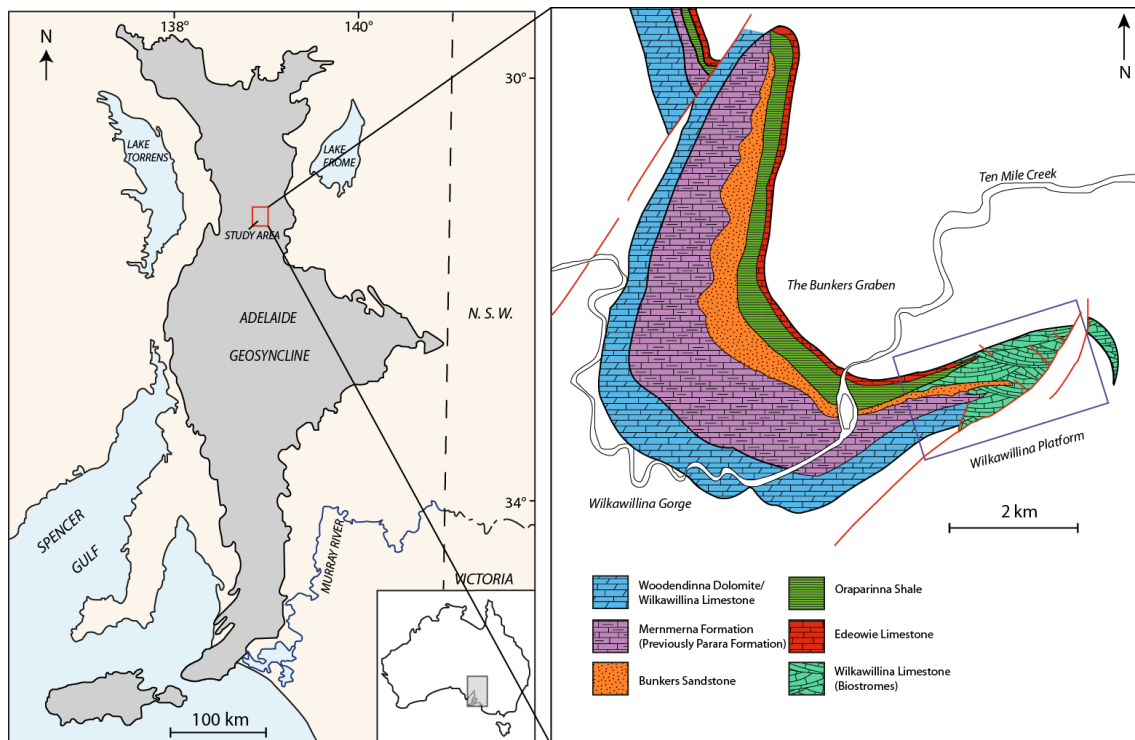 138°
140°
N
30°
LAKE
TORRENS
LAKE
FROME
STUDY AREA
ADELAIDE
GEOSYNCLINE
N. S. W.
34°
SPENCER
GULF
MURRAY RIVER
VICTORIA
100 km
N
Ten Mile Creek
The Bunkers Graben
Wilkawillina Platform
Wilkawillina Gorge
2 km
Woodendinna Dolomite/
Wilkawillina Limestone
Mernmerna Formation
(Previously Parara Formation)
Bunkers Sandstone
Oraparinna Shale
Edeowie Limestone
Wilkawillina Limestone
(Biostromes)